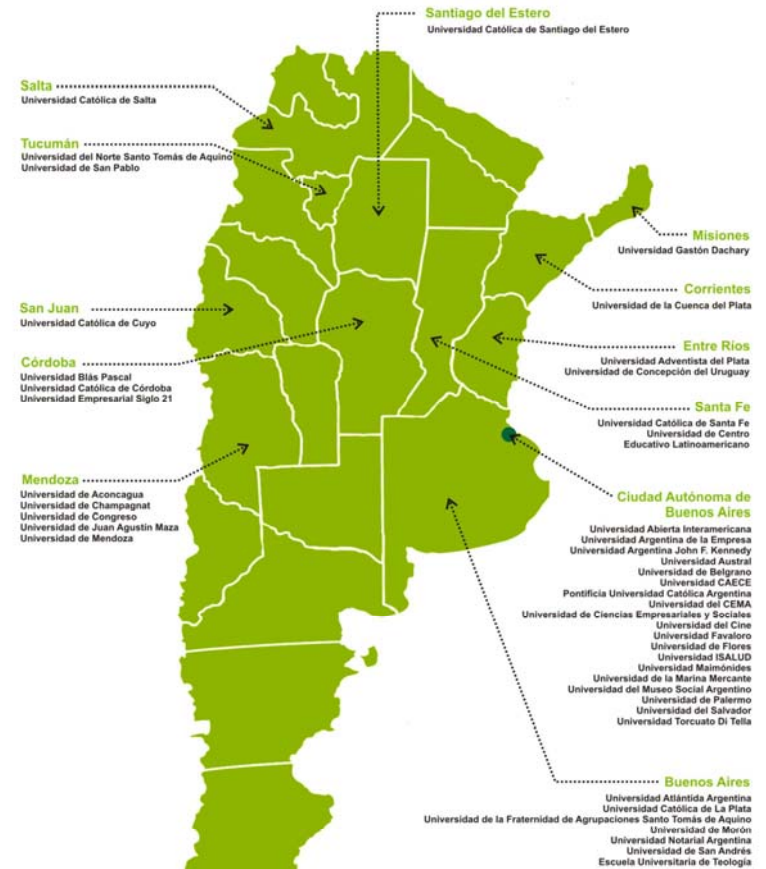 Santiago del Estero
Universidad Católica de Santiago del Estero
Salta
Universidad Católica de Salta
Tucumán
Universidad del Norte Santo Tomás de Aquino
Universidad de San Pablo
Misiones
Universidad Gastón Dachary
Corrientes
Universidad de la Cuenca del Plata
San Juan
Universidad Católica de Cuyo
Entre Ríos
Universidad Adventista del Plata
Universidad de Concepción del Uruguay
Córdoba
Universidad Blás Pascal
Universidad Católica de Córdoba
Universidad Empresarial Siglo 21
Santa Fe
Universidad Católica de Santa Fe
Universidad de Centro
Educativo Latinoamericano
Mendoza
Universidad de Aconcagua
Universidad de Champagnat
Universidad de Congreso
Universidad de Juan Agustín Maza
Universidad de Mendoza
Ciudad Autónoma de
Buenos Aires
Universidad Abierta Interamericana
Universidad Argentina de la Empresa
Universidad Argentina John F. Kennedy
Universidad Austral
Universidad de Belgrano
Universidad CAECE
Pontificia Universidad Católica Argentina
Universidad del CEMA
Universidad de Ciencias Empresariales y Sociales
Universidad del Cine
Universidad Favaloro
Universidad de Flores
Universidad ISALUD
Universidad Maimónides
Universidad de la Marina Mercante
Universidad del Museo Social Argentino
Universidad de Palermo
Universidad del Salvador
Universidad Torcuato Di Tella
Buenos Aires
Universidad Atlántida Argentina
Universidad Católica de La Plata
Universidad de la Fraternidad de Agrupaciones Santo Tomás de Aquino
Universidad de Morón
Universidad Notarial Argentina
Universidad de San Andrés
Escuela Universitaria de Teología